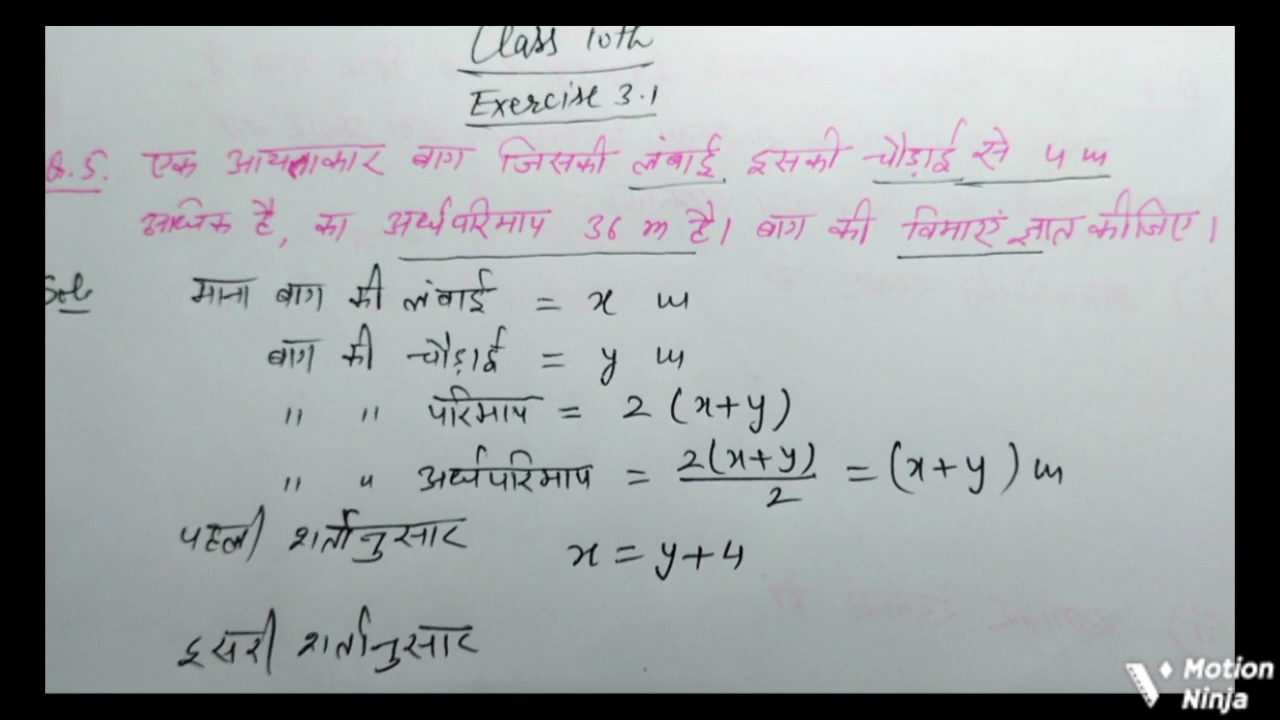 Class 10th
Exercise 3.1
Q.5. एक आयताकार बाग जिसकी लंबाई, इसकी चौड़ाई से 4 m
अधिक है, का अर्धपरिमाप 36 m है। बाग की विमाएं ज्ञात कीजिए।
Sol माना बाग की लंबाई = x m
बाग की चौड़ाई = y m
" " परिमाप = 2 (x+y)
" " अर्धपरिमाप = 2(x+y)/2 = (x+y) m
पहली शर्तानुसार x = y+4
दूसरी शर्तानुसार
Motion
Ninja